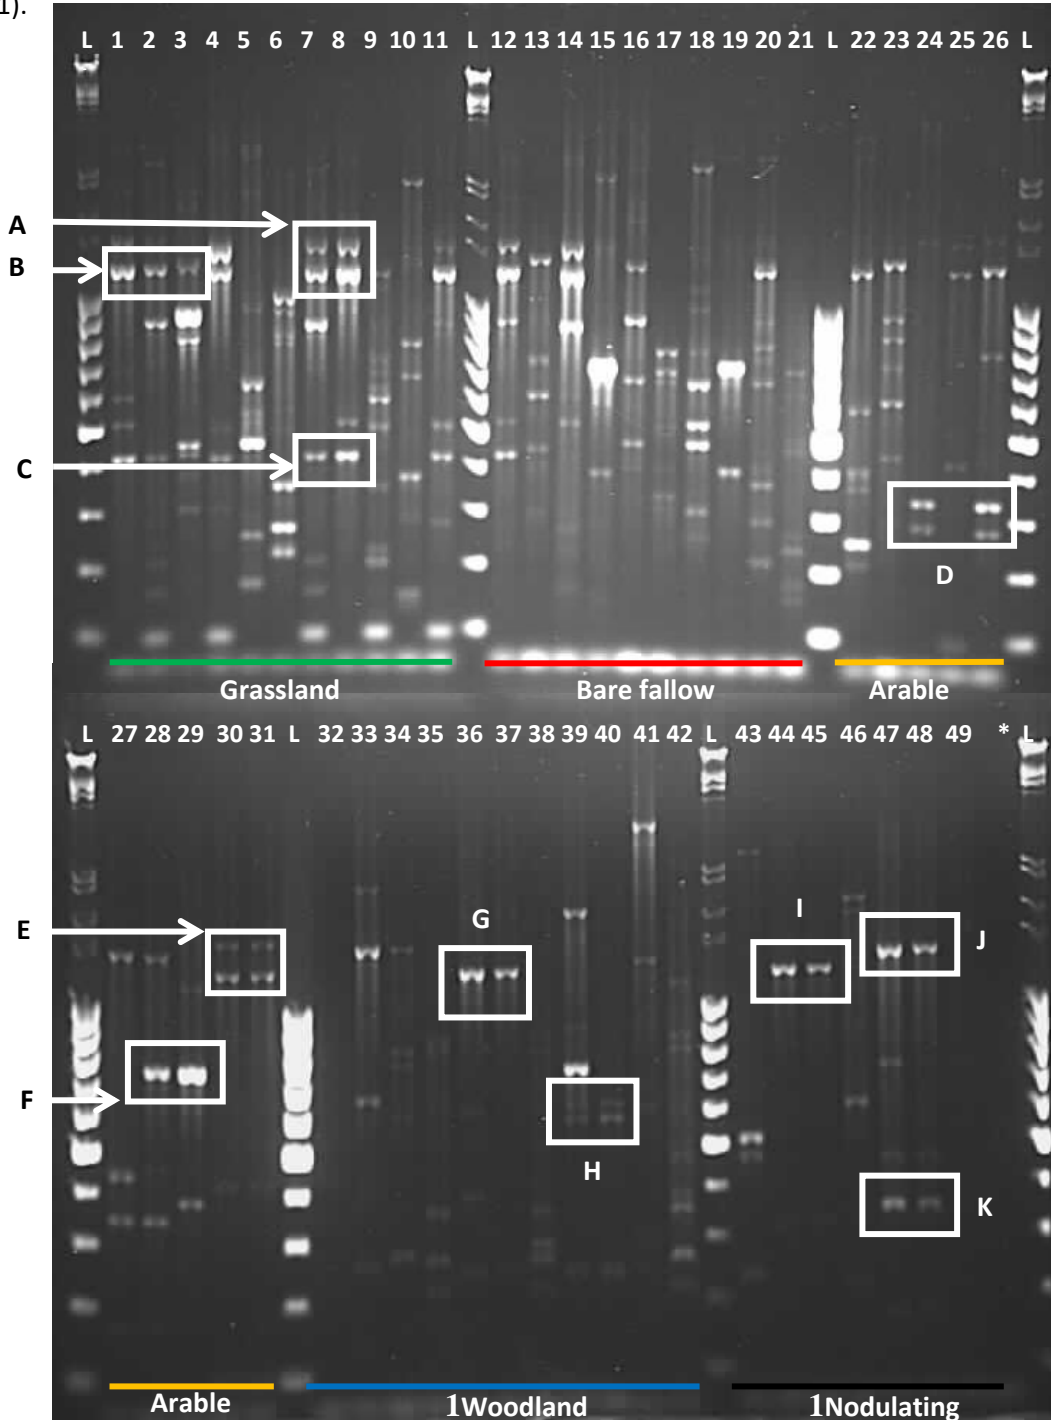 1).
L 1 2 3 4 5 6 7 8 9 10 11 L 12 13 14 15 16 17 18 19 20 21 L 22 23 24 25 26 L
A
B
C
D
Grassland Bare fallow Arable
L 27 28 29 30 31 L 32 33 34 35 36 37 38 39 40 41 42 L 43 44 45 46 47 48 49 * L
G I J
E
F
H
K
Arable 1Woodland 1Nodulating